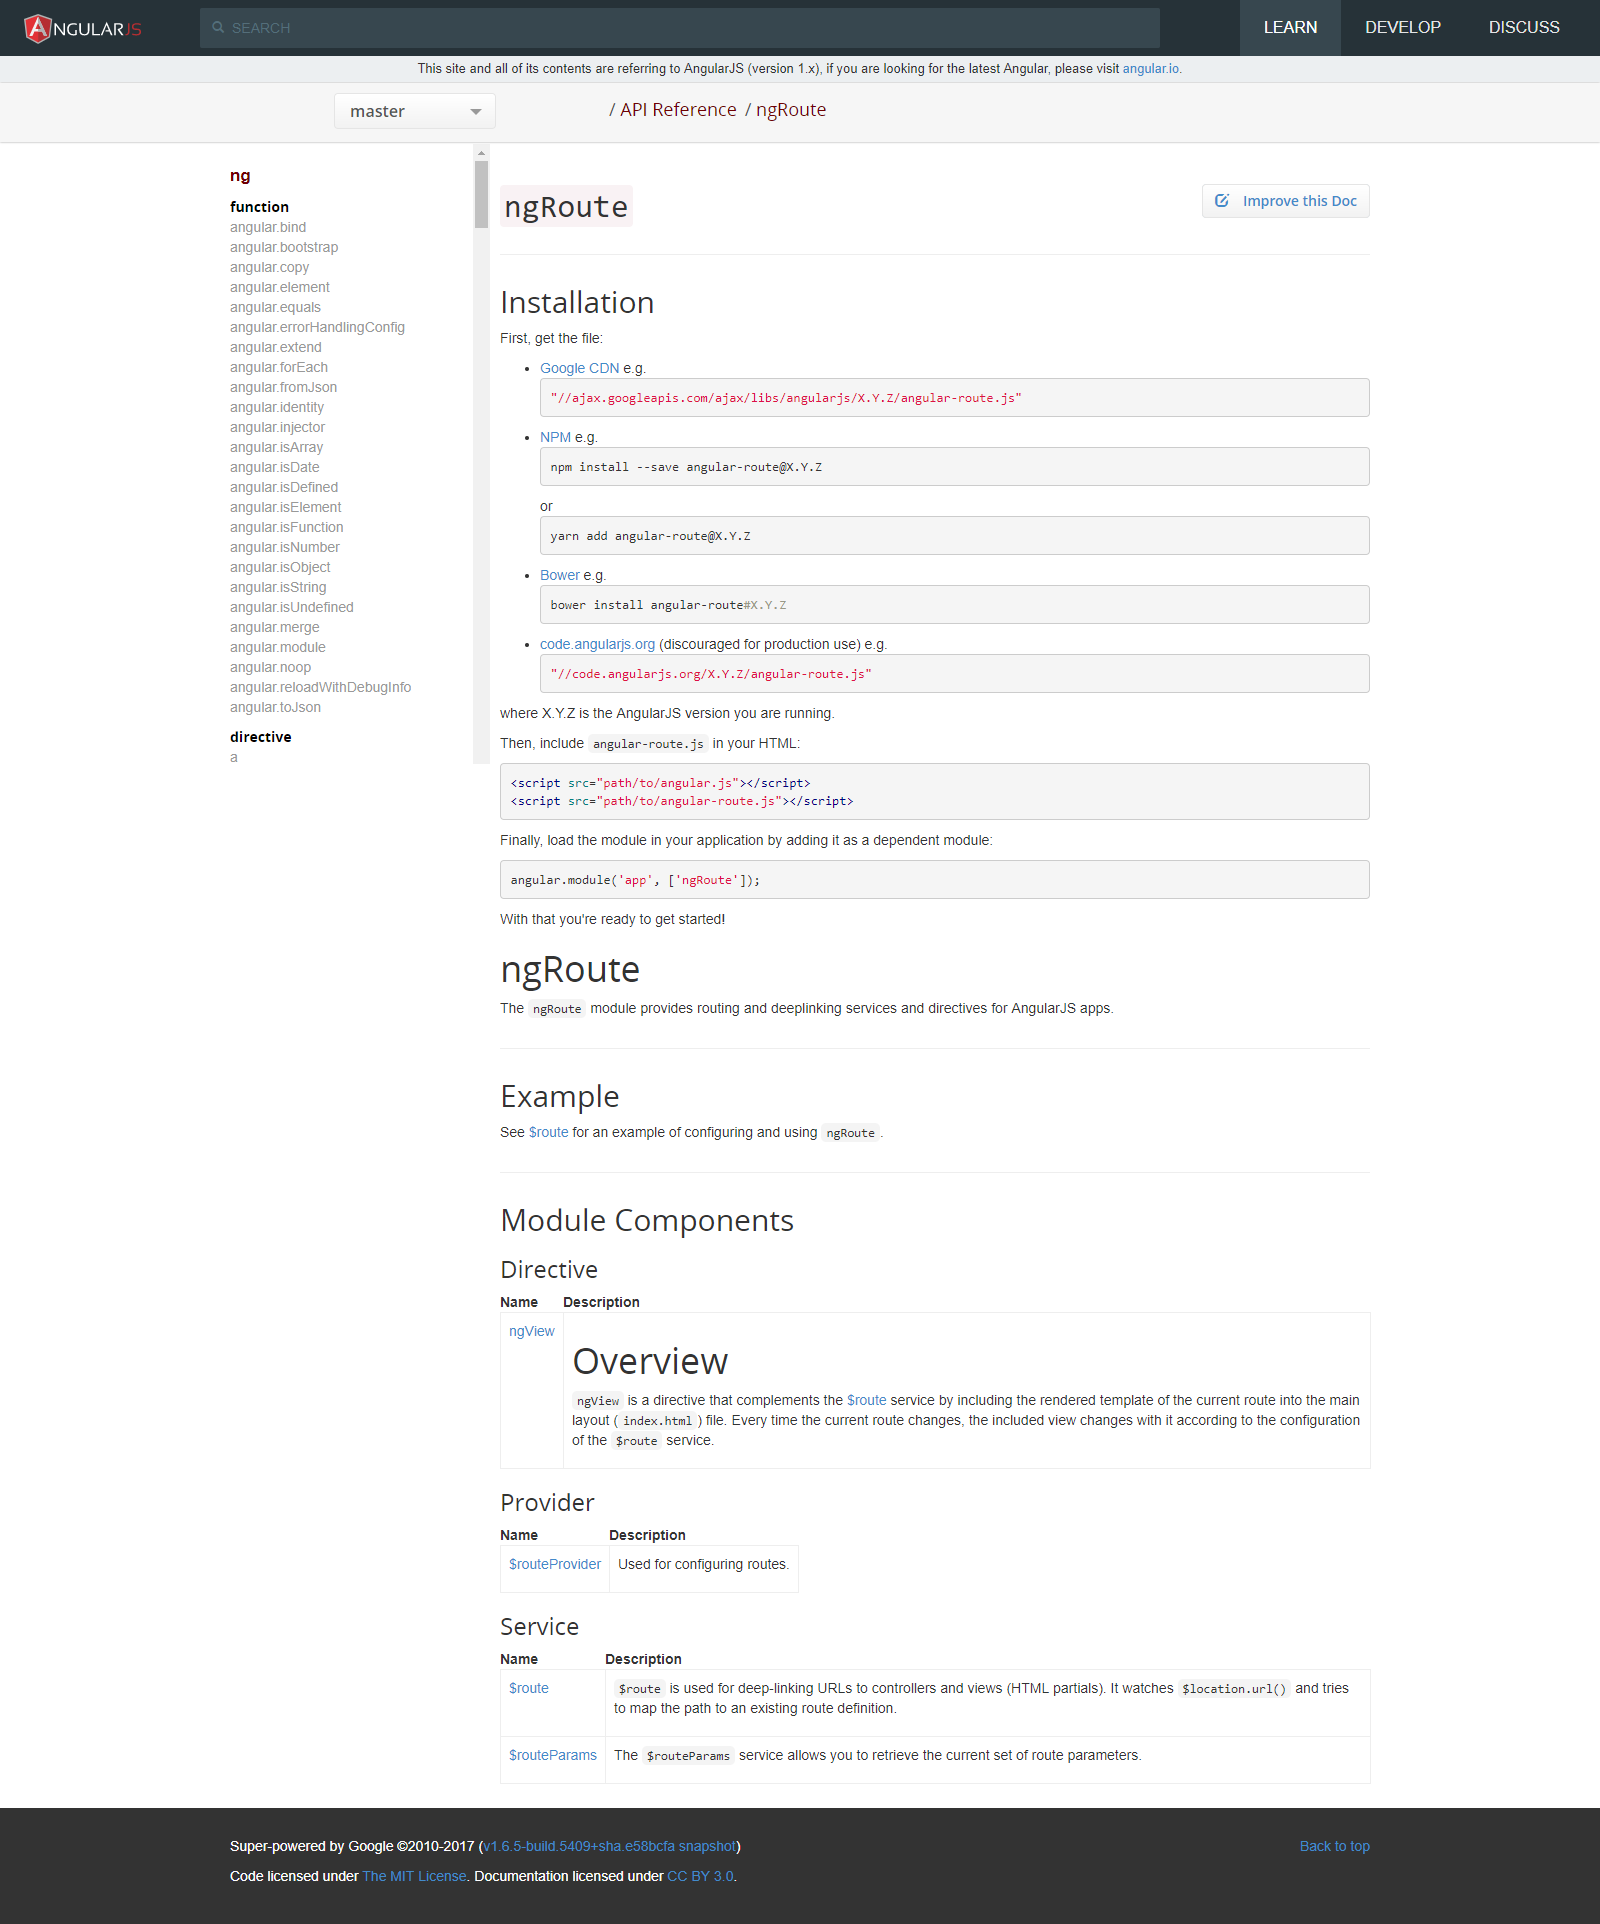 ANGULARJS
SEARCH
LEARN
DEVELOP
DISCUSS
This site and all of its contents are referring to AngularJS (version 1.x), if you are looking for the latest Angular, please visit angular.io.
master
/ API Reference / ngRoute
ng
function
angular.bind
angular.bootstrap
angular.copy
angular.element
angular.equals
angular.errorHandlingConfig
angular.extend
angular.forEach
angular.fromJson
angular.identity
angular.injector
angular.isArray
angular.isDate
angular.isDefined
angular.isElement
angular.isFunction
angular.isNumber
angular.isObject
angular.isString
angular.isUndefined
angular.merge
angular.module
angular.noop
angular.reloadWithDebugInfo
angular.toJson
directive
a
ngRoute
Improve this Doc
Installation
First, get the file:
• Google CDN e.g.
"//ajax.googleapis.com/ajax/libs/angularjs/X.Y.Z/angular-route.js"
• NPM e.g.
npm install --save angular-route@X.Y.Z
or
yarn add angular-route@X.Y.Z
• Bower e.g.
bower install angular-route#X.Y.Z
• code.angularjs.org (discouraged for production use) e.g.
"//code.angularjs.org/X.Y.Z/angular-route.js"
where X.Y.Z is the AngularJS version you are running.
Then, include angular-route.js in your HTML:
<script src="path/to/angular.js"></script>
<script src="path/to/angular-route.js"></script>
Finally, load the module in your application by adding it as a dependent module:
angular.module('app', ['ngRoute']);
With that you're ready to get started!
ngRoute
The ngRoute module provides routing and deeplinking services and directives for AngularJS apps.
Example
See $route for an example of configuring and using ngRoute.
Module Components
Directive
Name Description
ngView
Overview
ngView is a directive that complements the $route service by including the rendered template of the current route into the main
layout (index.html) file. Every time the current route changes, the included view changes with it according to the configuration
of the $route service.
Provider
Name Description
$routeProvider Used for configuring routes.
Service
Name Description
$route $route is used for deep-linking URLs to controllers and views (HTML partials). It watches $location.url() and tries
to map the path to an existing route definition.
$routeParams The $routeParams service allows you to retrieve the current set of route parameters.
Super-powered by Google ©2010-2017 (v1.6.5-build.5409+sha.e58bcfa snapshot)
Back to top
Code licensed under The MIT License. Documentation licensed under CC BY 3.0.